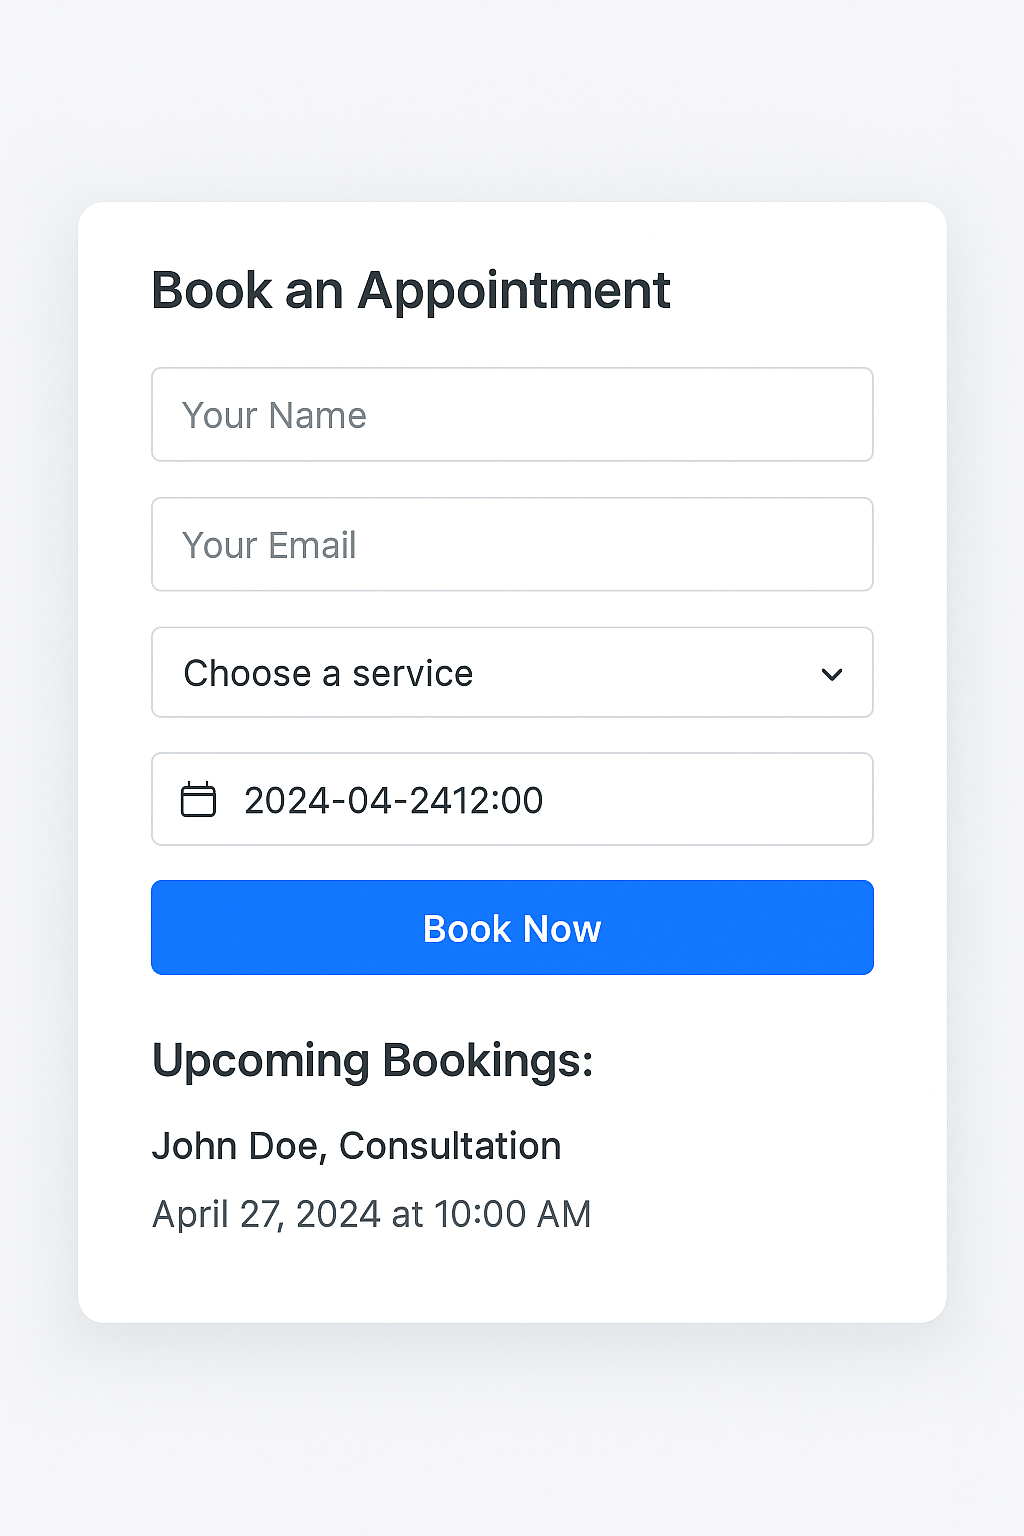 Book an Appointment
Your Name
Your Email
Choose a service
2024-04-2412:00
Book Now
Upcoming Bookings:
John Doe, Consultation
April 27, 2024 at 10:00 AM